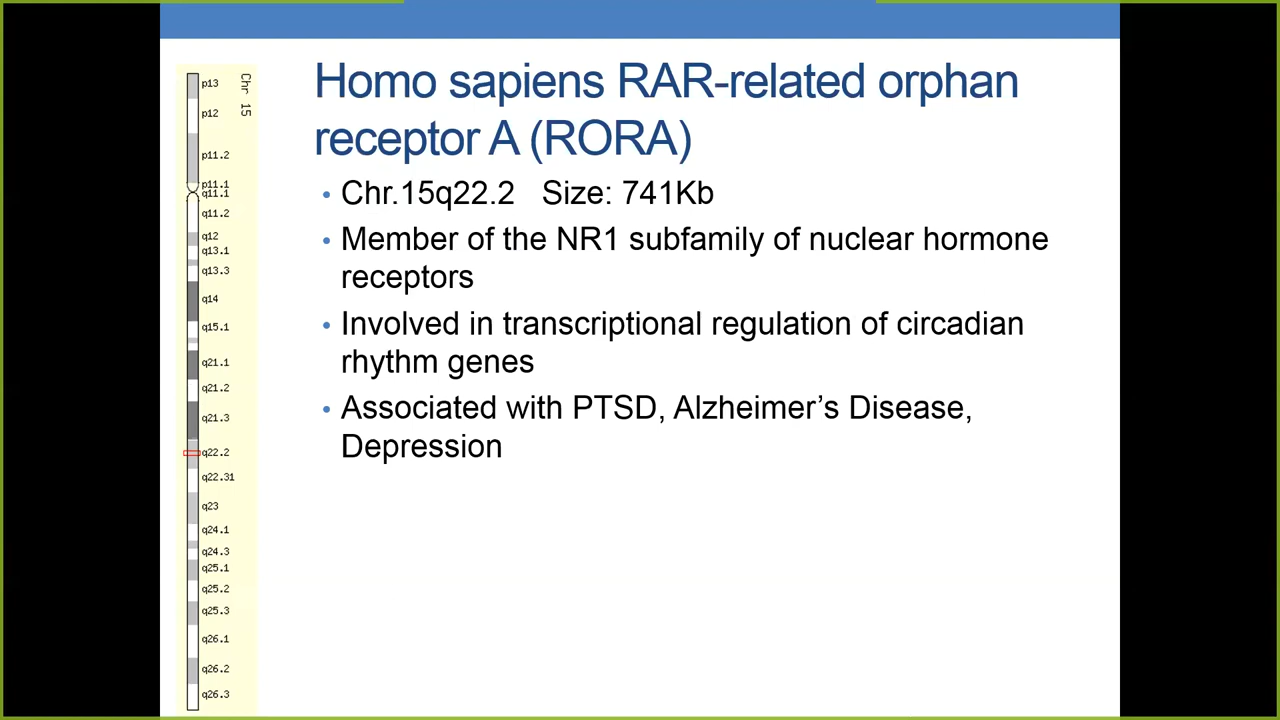 Homo sapiens RAR-related orphan
receptor A (RORA)
• Chr.15q22.2 Size: 741Kb
• Member of the NR1 subfamily of nuclear hormone
receptors
• Involved in transcriptional regulation of circadian
rhythm genes
• Associated with PTSD, Alzheimer’s Disease,
Depression
Chr 15
p13
p12
p11.2
p11.1
q11.1
q11.2
q12
q13.1
q13.3
q14
q15.1
q21.1
q21.2
q21.3
q22.2
q22.31
q23
q24.1
q24.3
q25.1
q25.2
q25.3
q26.1
q26.2
q26.3